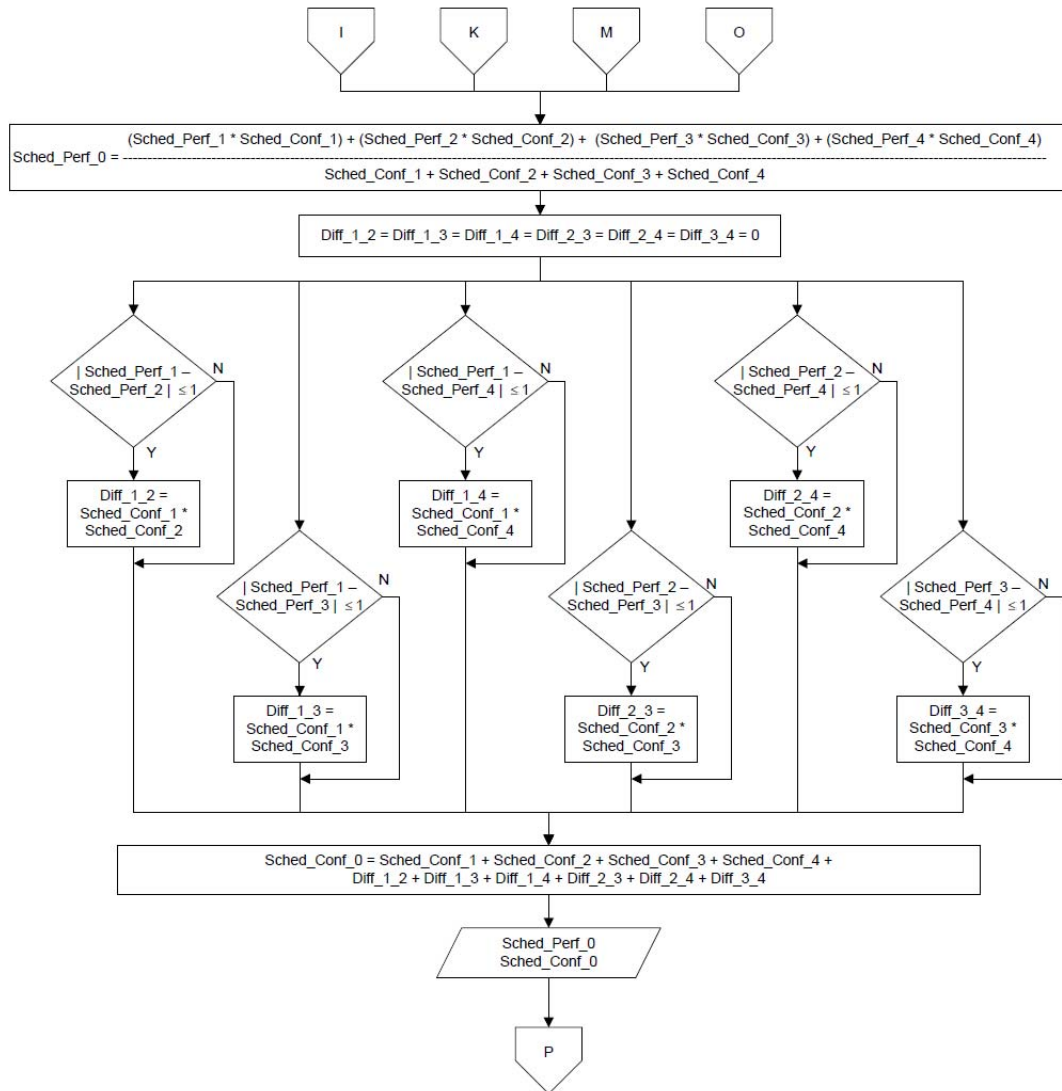 I
K
M
O
(Sched_Perf_1 * Sched_Conf_1) + (Sched_Perf_2 * Sched_Conf_2) + (Sched_Perf_3 * Sched_Conf_3) + (Sched_Perf_4 * Sched_Conf_4)
Sched_Perf_0 =
Sched_Conf_1 + Sched_Conf_2 + Sched_Conf_3 + Sched_Conf_4
Diff_1_2 = Diff_1_3 = Diff_1_4 = Diff_2_3 = Diff_2_4 = Diff_3_4 = 0
| Sched_Perf_1 –
Sched_Perf_2 | ≤ 1
N
Y
Diff_1_2 =
Sched_Conf_1 *
Sched_Conf_2
| Sched_Perf_1 –
Sched_Perf_4 | ≤ 1
N
Y
Diff_1_4 =
Sched_Conf_1 *
Sched_Conf_4
| Sched_Perf_2 –
Sched_Perf_4 | ≤ 1
N
Y
Diff_2_4 =
Sched_Conf_2 *
Sched_Conf_4
| Sched_Perf_1 –
Sched_Perf_3 | ≤ 1
N
Y
Diff_1_3 =
Sched_Conf_1 *
Sched_Conf_3
| Sched_Perf_2 –
Sched_Perf_3 | ≤ 1
N
Y
Diff_2_3 =
Sched_Conf_2 *
Sched_Conf_3
| Sched_Perf_3 –
Sched_Perf_4 | ≤ 1
N
Y
Diff_3_4 =
Sched_Conf_3 *
Sched_Conf_4
Sched_Conf_0 = Sched_Conf_1 + Sched_Conf_2 + Sched_Conf_3 + Sched_Conf_4 +
Diff_1_2 + Diff_1_3 + Diff_1_4 + Diff_2_3 + Diff_2_4 + Diff_3_4
Sched_Perf_0
Sched_Conf_0
P